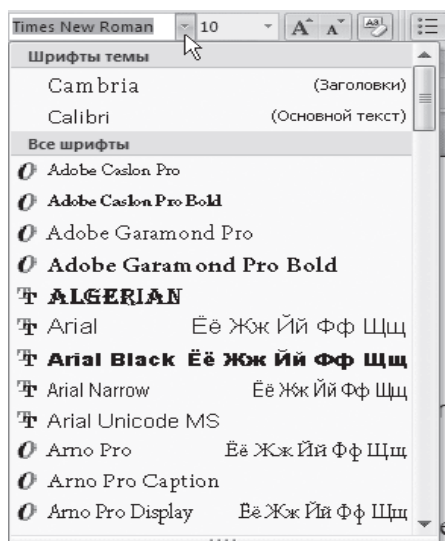 Times New Roman 10
Шрифты темы
Cambria (Заголовки)
Calibri (Основной текст)
Все шрифты
Adobe Caslon Pro
Adobe Caslon Pro Bold
Adobe Garamond Pro
Adobe Garamond Pro Bold
ALGERIAN
Arial Ёё Жж Йй Фф Щщ
Arial Black Ёё Жж Йй Фф Щщ
Arial Narrow Ёё Жж Йй Фф Щщ
Arial Unicode MS
Arno Pro Ёё Жж Йй Фф Щщ
Arno Pro Caption
Arno Pro Display Ёё Жж Йй Фф Щщ